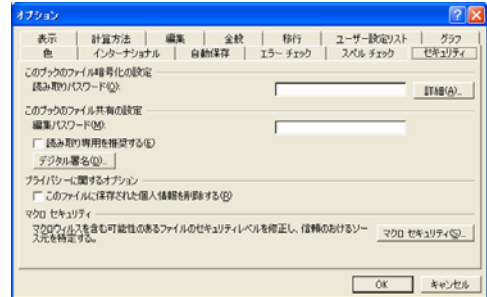 オプション
表示 計算方法 編集 全般 移行 ユーザー設定リスト グラフ
色 インターナショナル 自動保存 エラー チェック スペル チェック セキュリティ
このブックのファイル暗号化の設定
読み取りパスワード(O): 詳細(A)...
このブックのファイル共有の設定
編集パスワード(M):
読み取り専用を推奨する(E)
デジタル署名(D)...
プライバシーに関するオプション
このファイルに保存された個人情報を削除する(R)
マクロ セキュリティ
マクロウィルスを含む可能性のあるファイルのセキュリティレベルを修正し、信頼のおけるソー
ス元を特定する。 マクロ セキュリティ(S)...
OK キャンセル